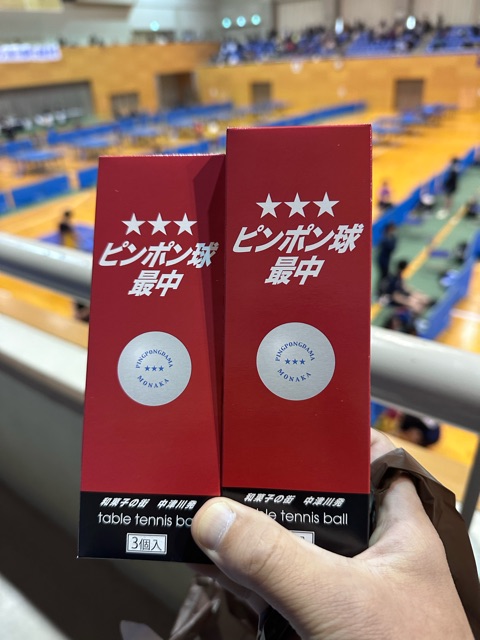 ★★★
ピンポン球
最中
PINGPONGDAMA
★★★
MONAKA
和菓子の街 中津川発
table tennis ba
3個入
★★★
ピンポン球
最中
PINGPONGDAMA
★★★
MONAKA
和菓子の街 中津川発
le tennis ball